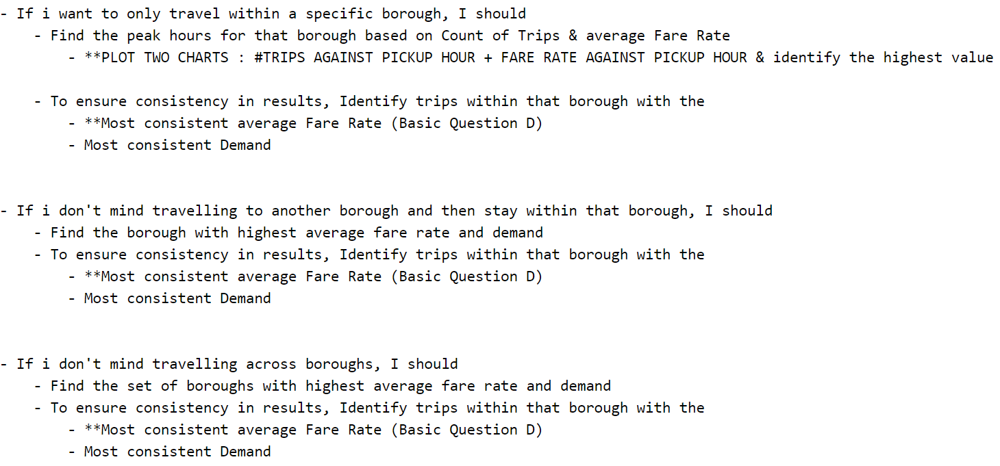 - If i want to only travel within a specific borough, I should
- Find the peak hours for that borough based on Count of Trips & average Fare Rate
- **PLOT TWO CHARTS : #TRIPS AGAINST PICKUP HOUR + FARE RATE AGAINST PICKUP HOUR & identify the highest value
- To ensure consistency in results, Identify trips within that borough with the
- **Most consistent average Fare Rate (Basic Question D)
- Most consistent Demand
- If i don't mind travelling to another borough and then stay within that borough, I should
- Find the borough with highest average fare rate and demand
- To ensure consistency in results, Identify trips within that borough with the
- **Most consistent average Fare Rate (Basic Question D)
- Most consistent Demand
- If i don't mind travelling across boroughs, I should
- Find the set of boroughs with highest average fare rate and demand
- To ensure consistency in results, Identify trips within that borough with the
- **Most consistent average Fare Rate (Basic Question D)
- Most consistent Demand